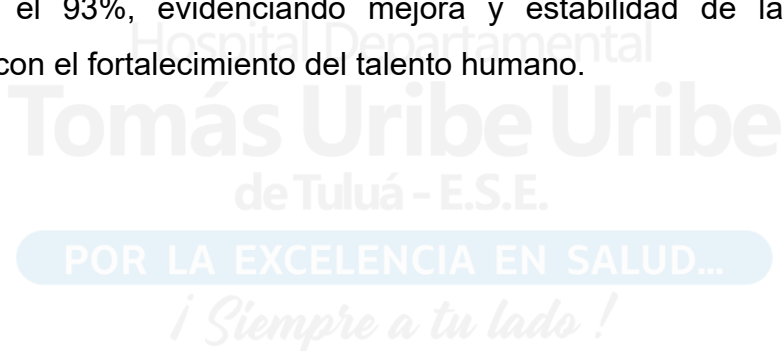 el 93%, evidenciando mejora y estabilidad de la
con el fortalecimiento del talento humano.
Hospital Departamental
Tomás Uribe Uribe
de Tuluá - E.S.E.
POR LA EXCELENCIA EN SALUD...
¡ Siempre a tu lado !